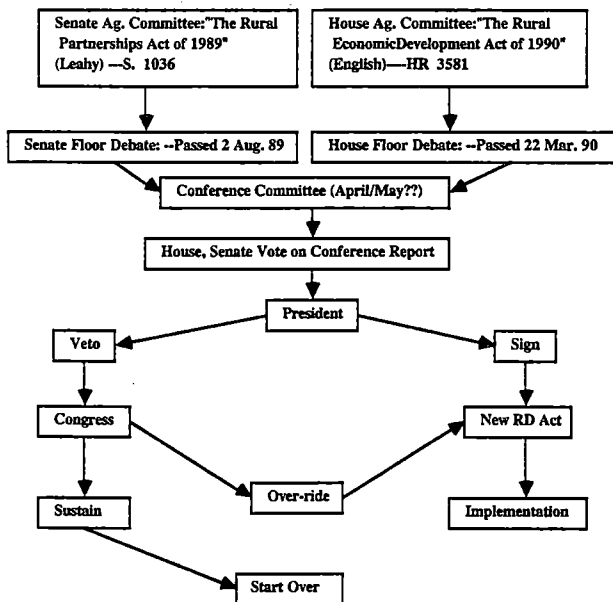 Senate Ag. Committee:"The Rural
Partnerships Act of 1989"
(Leahy) ---S. 1036
House Ag. Committee:"The Rural
EconomicDevelopment Act of 1990"
(English)----HR 3581
Senate Floor Debate: --Passed 2 Aug. 89
House Floor Debate: --Passed 22 Mar. 90
Conference Committee (April/May??)
House, Senate Vote on Conference Report
President
Veto
Sign
Congress
New RD Act
Over-ride
Sustain
Implementation
Start Over